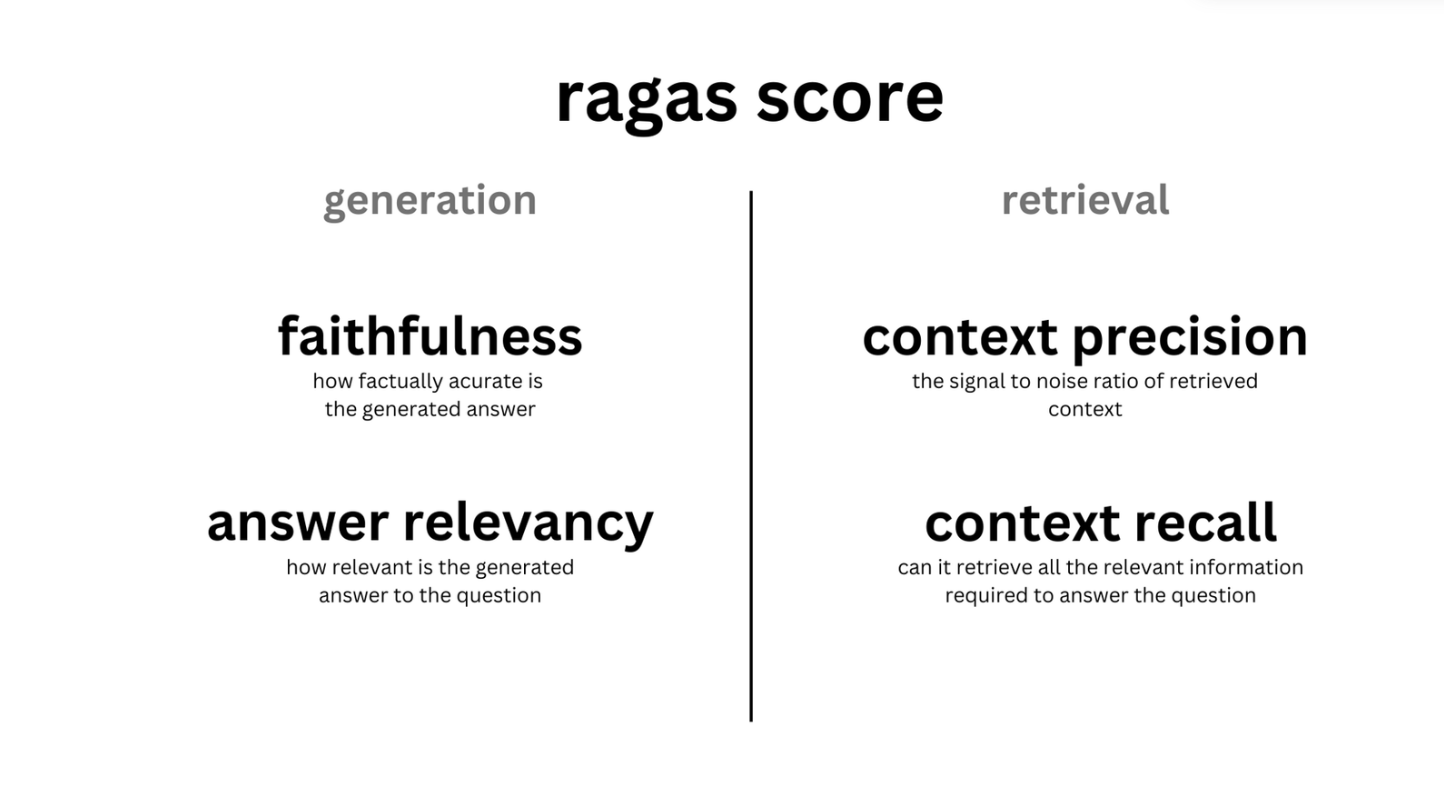 ragas score
generation
faithfulness
how factually acurate is
the generated answer
answer relevancy
how relevant is the generated
answer to the question
retrieval
context precision
the signal to noise ratio of retrieved
context
context recall
can it retrieve all the relevant information
required to answer the question